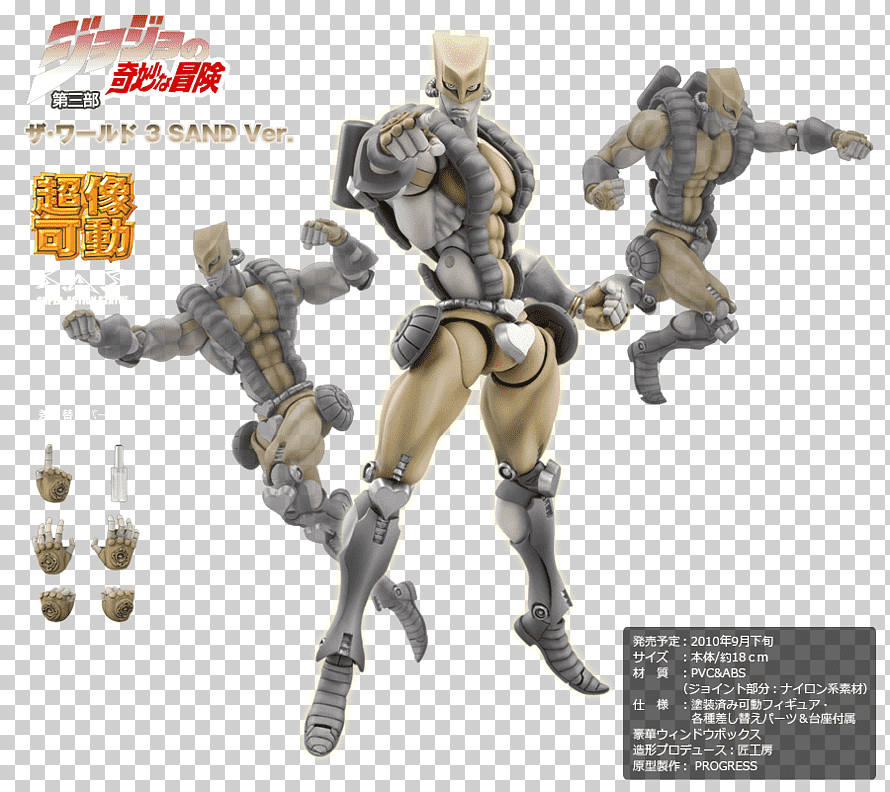 ジョジョの
奇妙な冒険
第三部
ザ・ワールド 3 SAND Ver.
超像
可動
発売予定：2010年9月下旬
サイズ　：本体/約18ｃｍ
材　質　：PVC&ABS
（ジョイント部分：ナイロン系素材）
仕　様　：塗装済み可動フィギュア・
各種差し替えパーツ＆台座付属
豪華ウィンドウボックス
造形プロデュース：匠工房
原型製作： PROGRESS